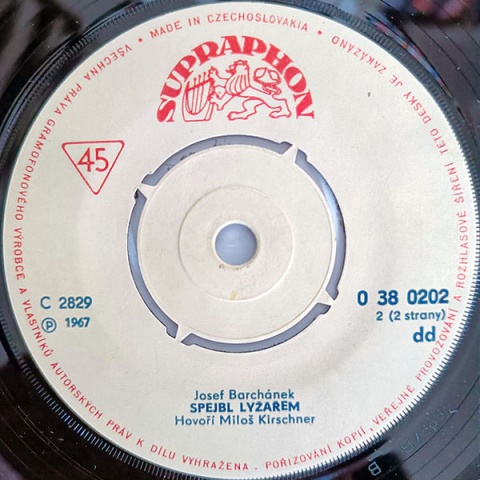 • MADE IN CZECHOSLOVAKIA •
SUPRAPHON
45
C 2829
Ⓟ 1967
0 38 0202
2 (2 strany)
dd
Josef Barchánek
SPEJBL LYŽAŘEM
Hovoří Miloš Kirschner
VŠECHNA PRÁVA GRAMOFONOVÉHO VÝROBCE A VLASTNÍKŮ AUTORSKÝCH PRÁV K DÍLU VYHRAŽENA. POŘIZOVÁNÍ KOPIÍ, VEŘEJNÉ PROVOZOVÁNÍ A ROZHLASOVÉ ŠÍŘENÍ TÉTO DESKY JE ZAKÁZÁNO